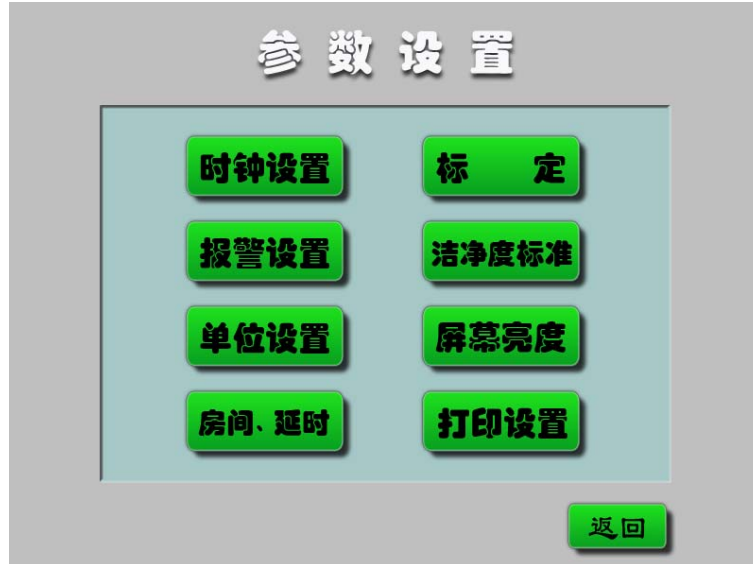 参数设置
时钟设置 标 定
报警设置 洁净度标准
单位设置 屏幕亮度
房间、延时 打印设置
返回